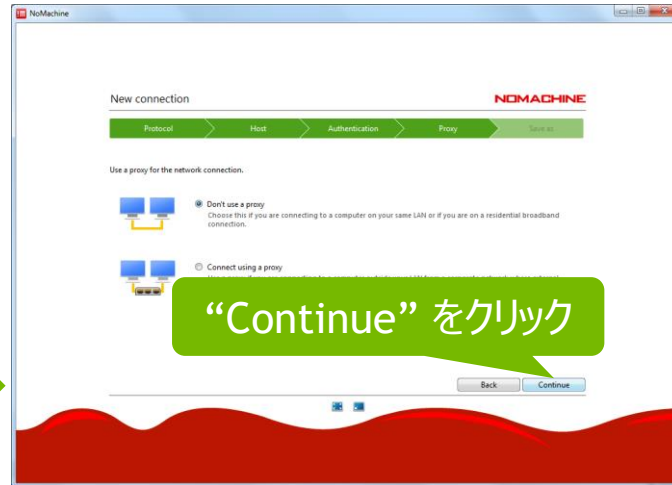 NoMachine
New connection
NOMACHINE
Protocol
Host
Authentication
Proxy
Save as
Use a proxy for the network connection.
Don't use a proxy
Choose this if you are connecting to a computer on your same LAN or if you are on a residential broadband
connection.
Connect using a proxy
“Continue” をクリック
Back
Continue